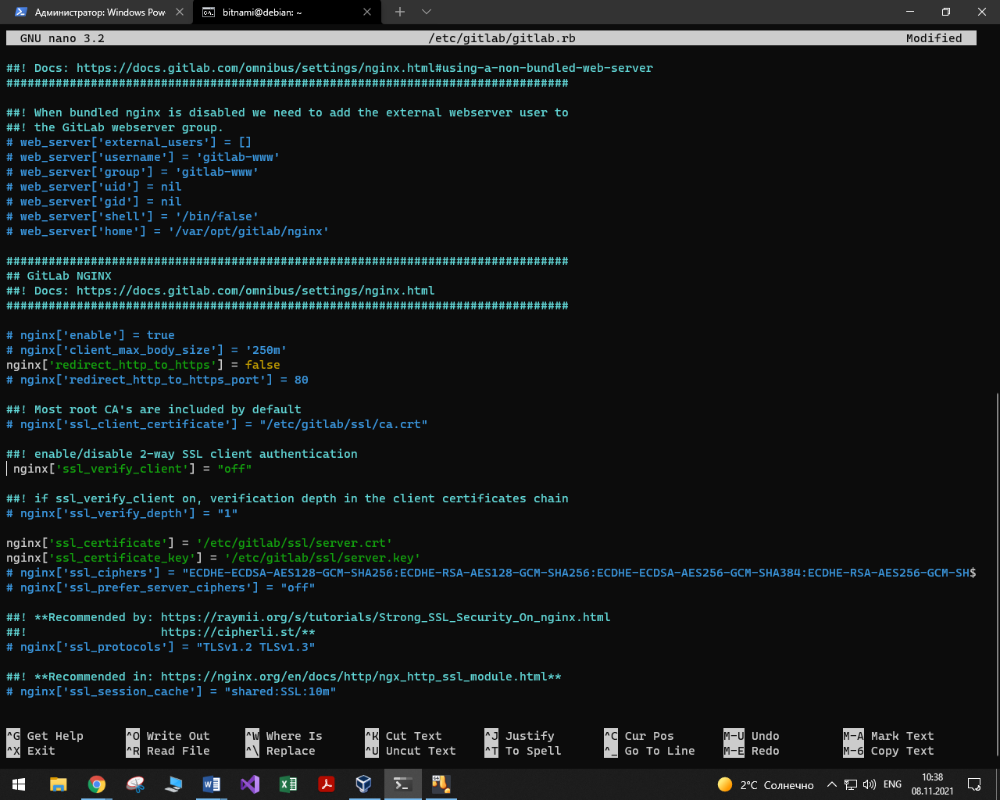 Администратор: Windows Pow
bitnami@debian: ~
GNU nano 3.2 /etc/gitlab/gitlab.rb Modified
##! Docs: https://docs.gitlab.com/omnibus/settings/nginx.html#using-a-non-bundled-web-server
################################################################################
##! When bundled nginx is disabled we need to add the external webserver user to
##! the GitLab webserver group.
# web_server['external_users'] = []
# web_server['username'] = 'gitlab-www'
# web_server['group'] = 'gitlab-www'
# web_server['uid'] = nil
# web_server['gid'] = nil
# web_server['shell'] = '/bin/false'
# web_server['home'] = '/var/opt/gitlab/nginx'
################################################################################
## GitLab NGINX
##! Docs: https://docs.gitlab.com/omnibus/settings/nginx.html
################################################################################
# nginx['enable'] = true
# nginx['client_max_body_size'] = '250m'
nginx['redirect_http_to_https'] = false
# nginx['redirect_http_to_https_port'] = 80
##! Most root CA's are included by default
# nginx['ssl_client_certificate'] = "/etc/gitlab/ssl/ca.crt"
##! enable/disable 2-way SSL client authentication
nginx['ssl_verify_client'] = "off"
##! if ssl_verify_client on, verification depth in the client certificates chain
# nginx['ssl_verify_depth'] = "1"
nginx['ssl_certificate'] = '/etc/gitlab/ssl/server.crt'
nginx['ssl_certificate_key'] = '/etc/gitlab/ssl/server.key'
# nginx['ssl_ciphers'] = "ECDHE-ECDSA-AES128-GCM-SHA256:ECDHE-RSA-AES128-GCM-SHA256:ECDHE-ECDSA-AES256-GCM-SHA384:ECDHE-RSA-AES256-GCM-SH$
# nginx['ssl_prefer_server_ciphers'] = "off"
##! **Recommended by: https://raymii.org/s/tutorials/Strong_SSL_Security_On_nginx.html
##! https://cipherli.st/**
# nginx['ssl_protocols'] = "TLSv1.2 TLSv1.3"
##! **Recommended in: https://nginx.org/en/docs/http/ngx_http_ssl_module.html**
# nginx['ssl_session_cache'] = "shared:SSL:10m"
^G Get Help ^O Write Out ^W Where Is ^K Cut Text ^J Justify ^C Cur Pos M-U Undo M-A Mark Text
^X Exit ^R Read File ^\ Replace ^U Uncut Text ^T To Spell ^_ Go To Line M-E Redo M-6 Copy Text
2°C Солнечно ENG 10:38
08.11.2021